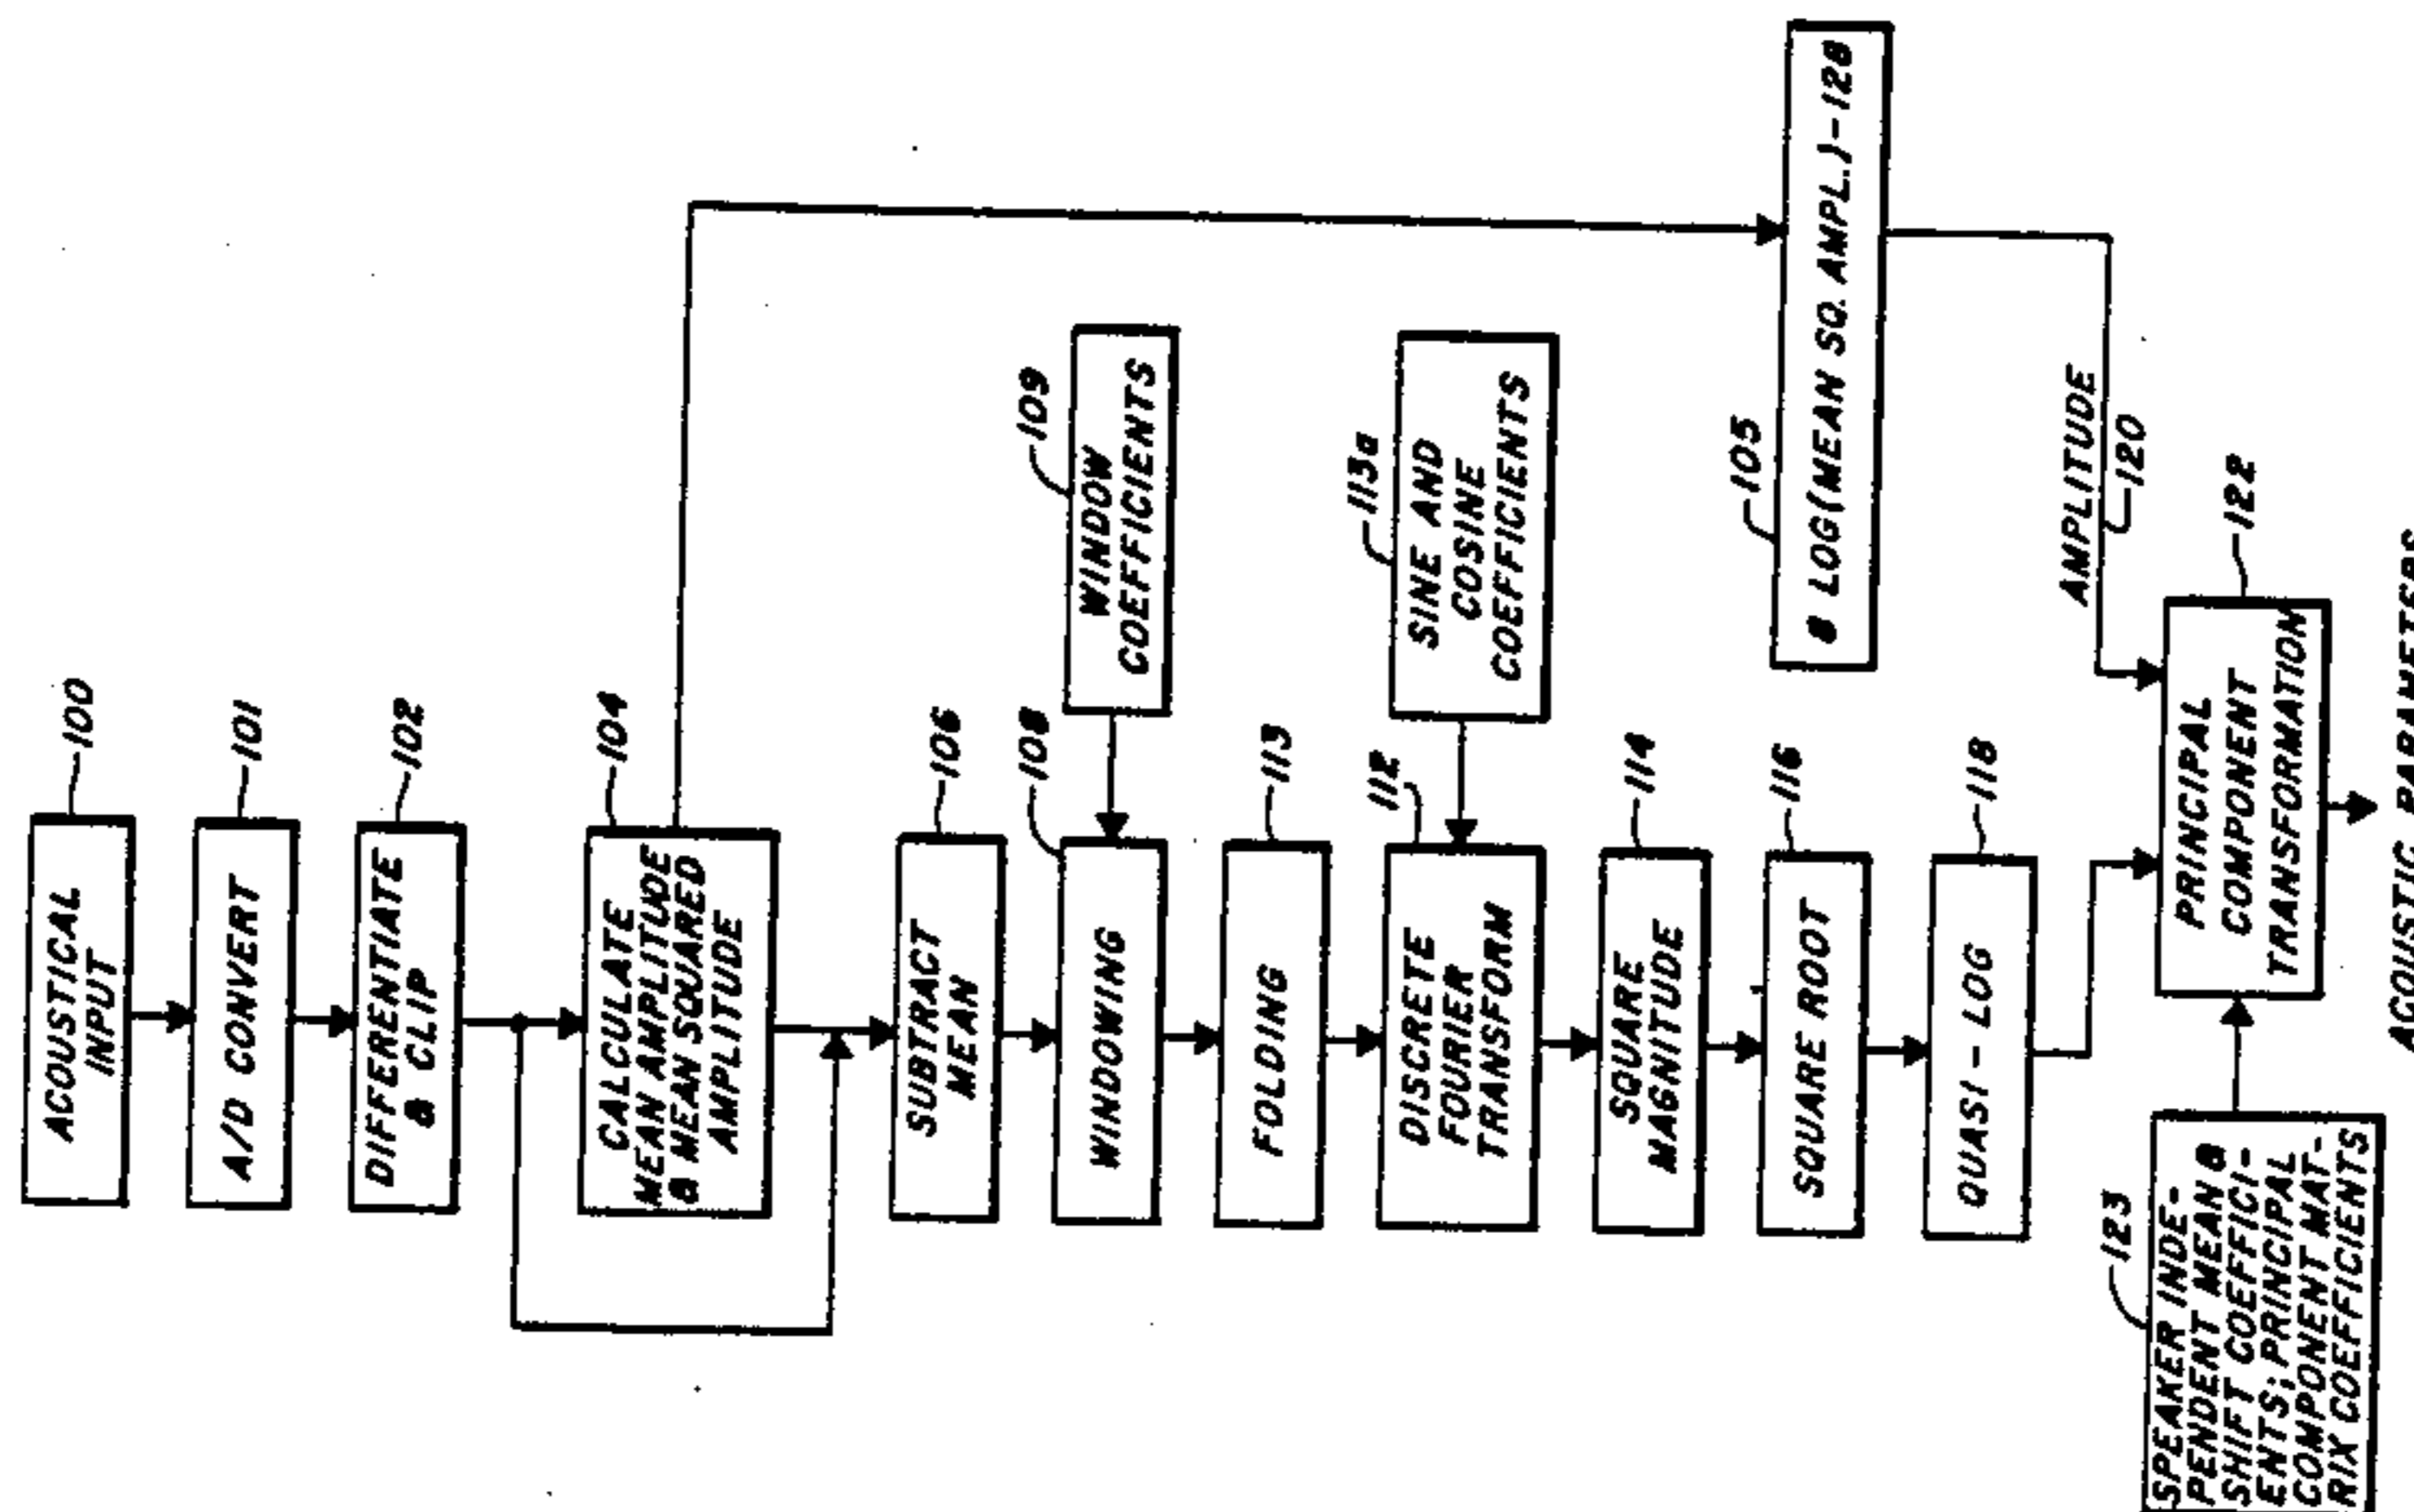 ACOUSTICAL
INPUT
100
A/D CONVERT
101
DIFFERENTIATE
& CLIP
102
CALCULATE
MEAN AMPLITUDE
& MEAN SQUARED
AMPLITUDE
104
SUBTRACT
MEAN
106
WINDOWING
108
WINDOW
COEFFICIENTS
109
FOLDING
113
DISCRETE
FOURIER
TRANSFORM
112
SINE AND
COSINE
COEFFICIENTS
113a
SQUARE
MAGNITUDE
114
SQUARE ROOT
116
105
LOG(MEAN SQ. AMPL.)-128
QUASI-LOG
118
AMPLITUDE
120
PRINCIPAL
COMPONENT
TRANSFORMATION
122
123
SPEAKER INDE-
PENDENT MEAN &
SHIFT COEFFICI-
ENTS; PRINCIPAL
COMPONENT MAT-
RIX COEFFICIENTS
ACOUSTIC PARAMETERS